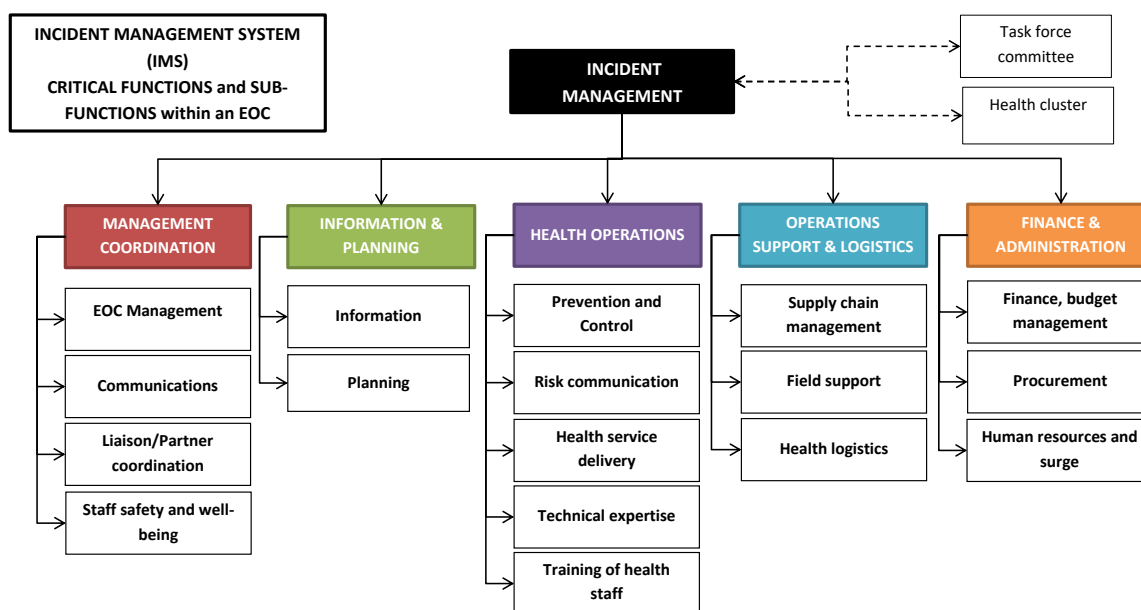 INCIDENT MANAGEMENT SYSTEM
(IMS)
CRITICAL FUNCTIONS and SUB-
FUNCTIONS within an EOC
INCIDENT
MANAGEMENT
Task force
committee
Health cluster
MANAGEMENT
COORDINATION
EOC Management
Communications
Liaison/Partner
coordination
Staff safety and well-
being
INFORMATION &
PLANNING
Information
Planning
HEALTH OPERATIONS
Prevention and
Control
Risk communication
Health service
delivery
Technical expertise
Training of health
staff
OPERATIONS
SUPPORT & LOGISTICS
Supply chain
management
Field support
Health logistics
FINANCE &
ADMINISTRATION
Finance, budget
management
Procurement
Human resources and
surge